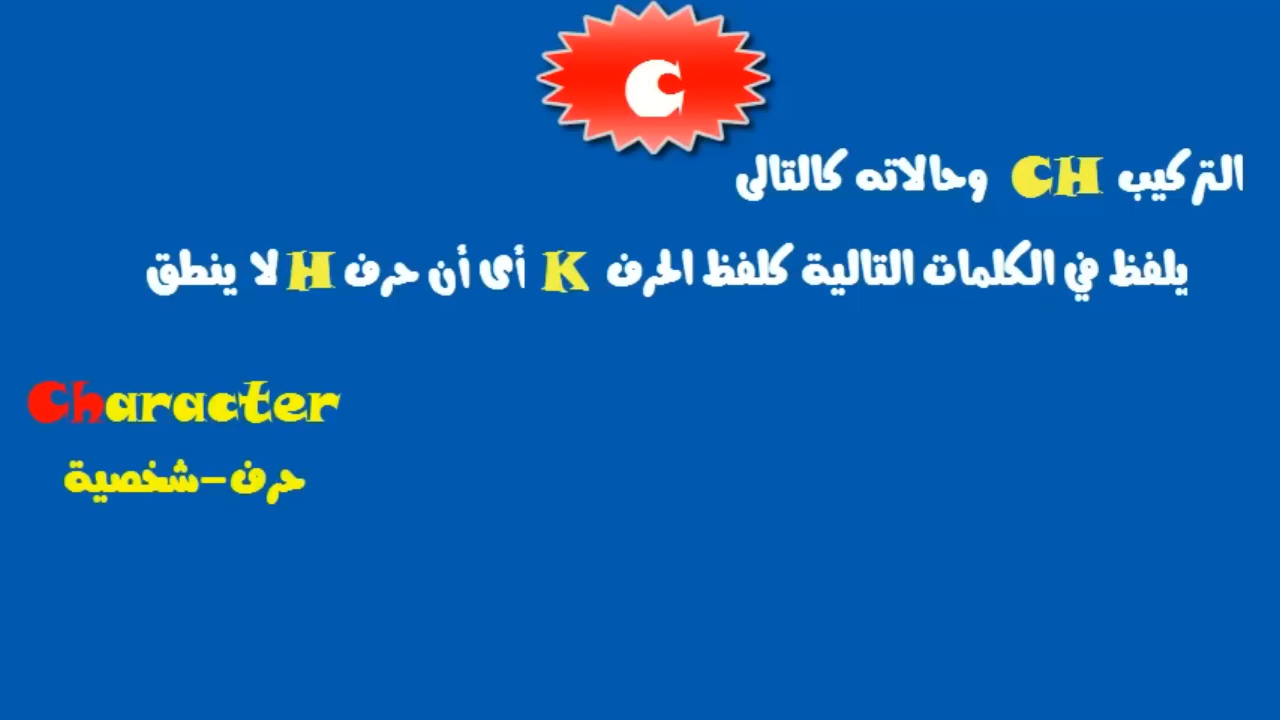 C
التركيب CH وحالاته كالتالى
يلفظ في الكلمات التالية كلفظ الحرف K أى أن حرف H لا ينطق
Character
حرف-شخصية